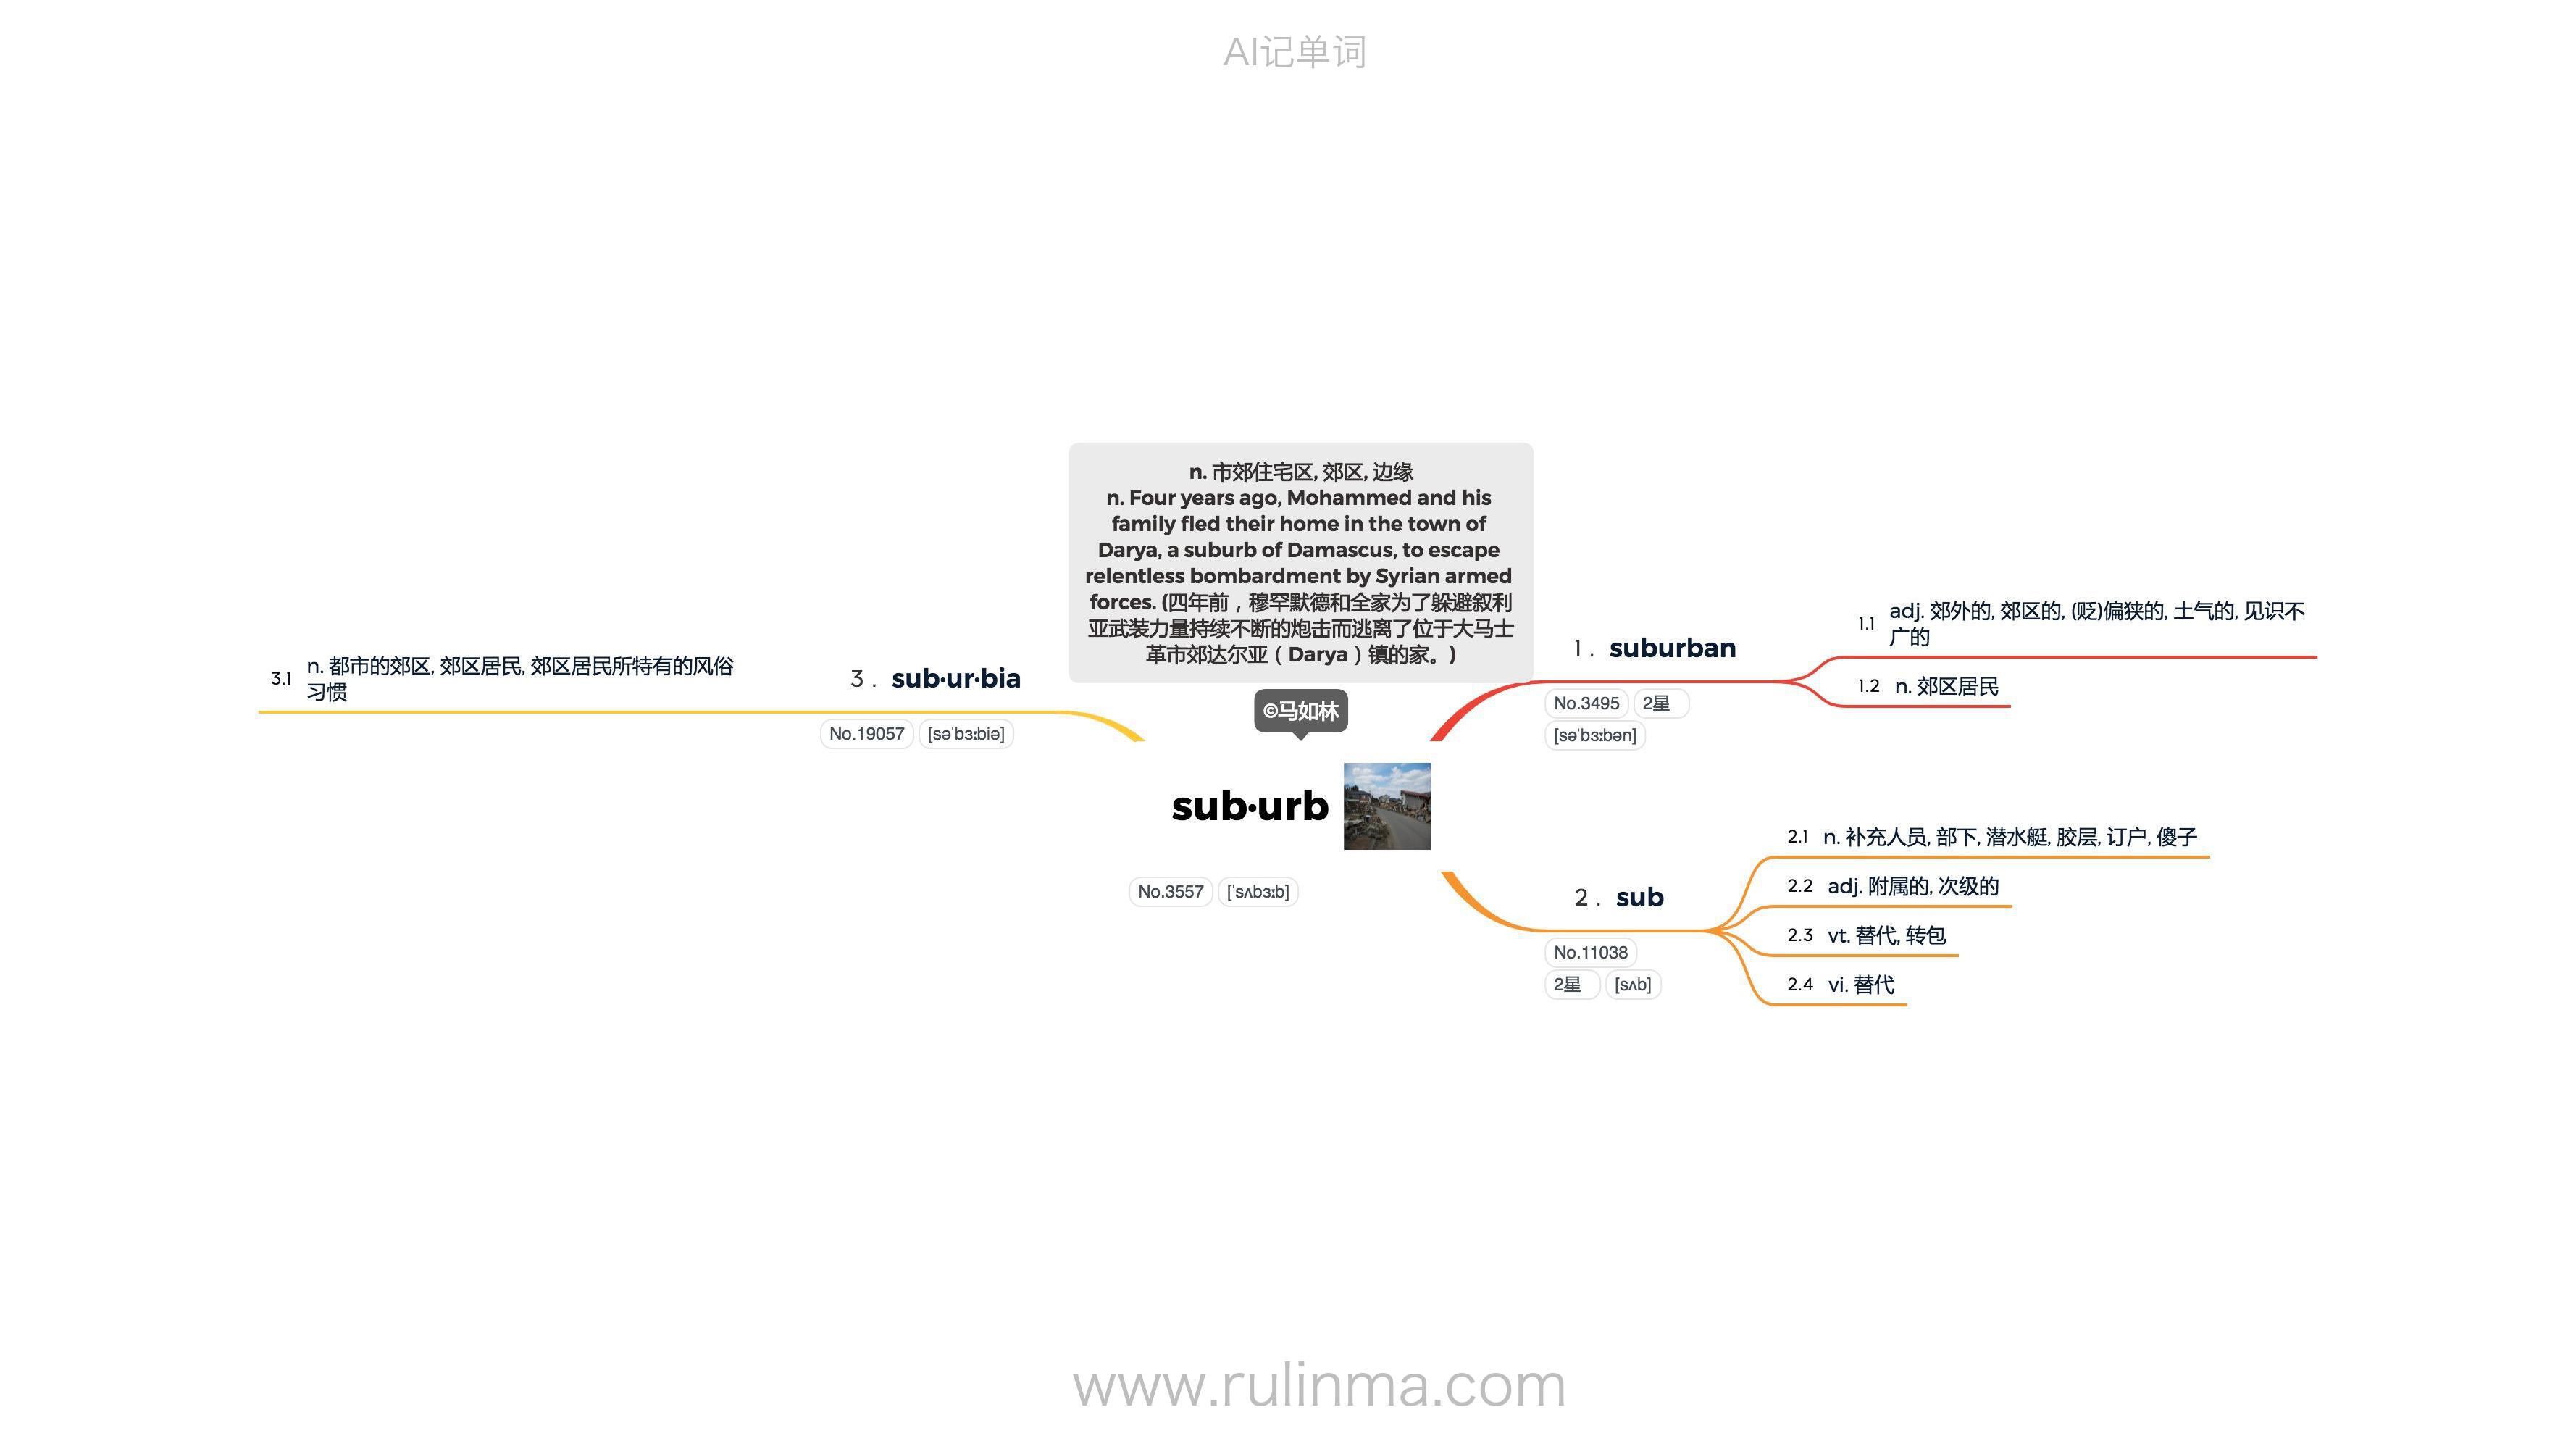 AI记单词
n. 市郊住宅区, 郊区, 边缘
n. Four years ago, Mohammed and his
family fled their home in the town of
Darya, a suburb of Damascus, to escape
relentless bombardment by Syrian armed
forces. (四年前，穆罕默德和全家为了躲避叙利
亚武装力量持续不断的炮击而逃离了位于大马士
革市郊达尔亚（Darya）镇的家。)
©马如林
sub·urb
No.3557 [ˈsʌbɜːb]
1. suburban
No.3495 2星
[səˈbɜːbən]
1.1 adj. 郊外的, 郊区的, (贬)偏狭的, 土气的, 见识不
广的
1.2 n. 郊区居民
2. sub
No.11038
2星 [sʌb]
2.1 n. 补充人员, 部下, 潜水艇, 胶层, 订户, 傻子
2.2 adj. 附属的, 次级的
2.3 vt. 替代, 转包
2.4 vi. 替代
3. sub·ur·bia
No.19057 [səˈbɜːbiə]
3.1 n. 都市的郊区, 郊区居民, 郊区居民所特有的风俗
习惯
www.rulinma.com